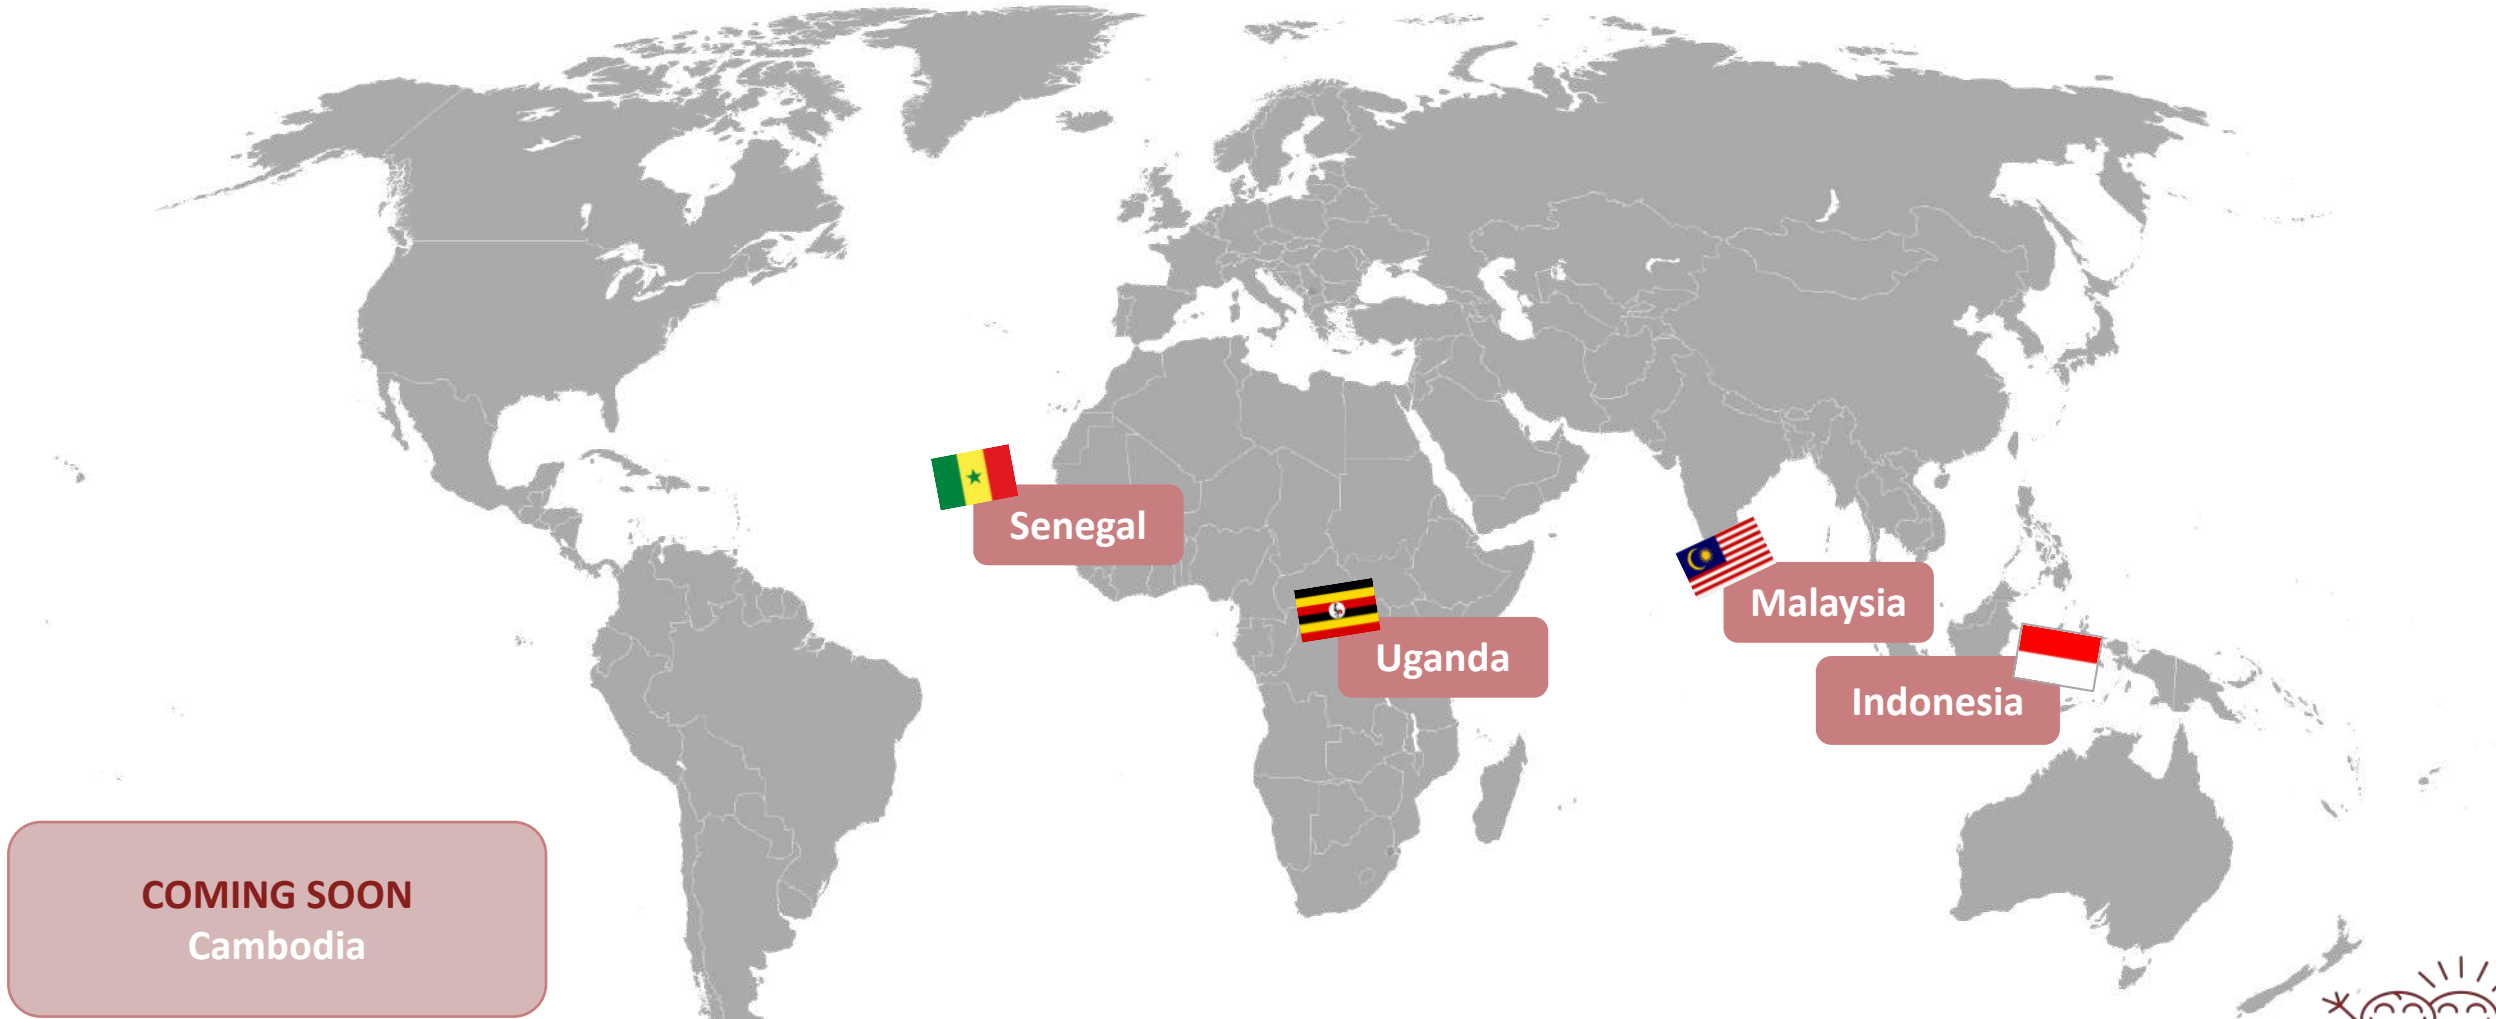 Senegal
Malaysia
Uganda
Indonesia
COMING SOON
Cambodia